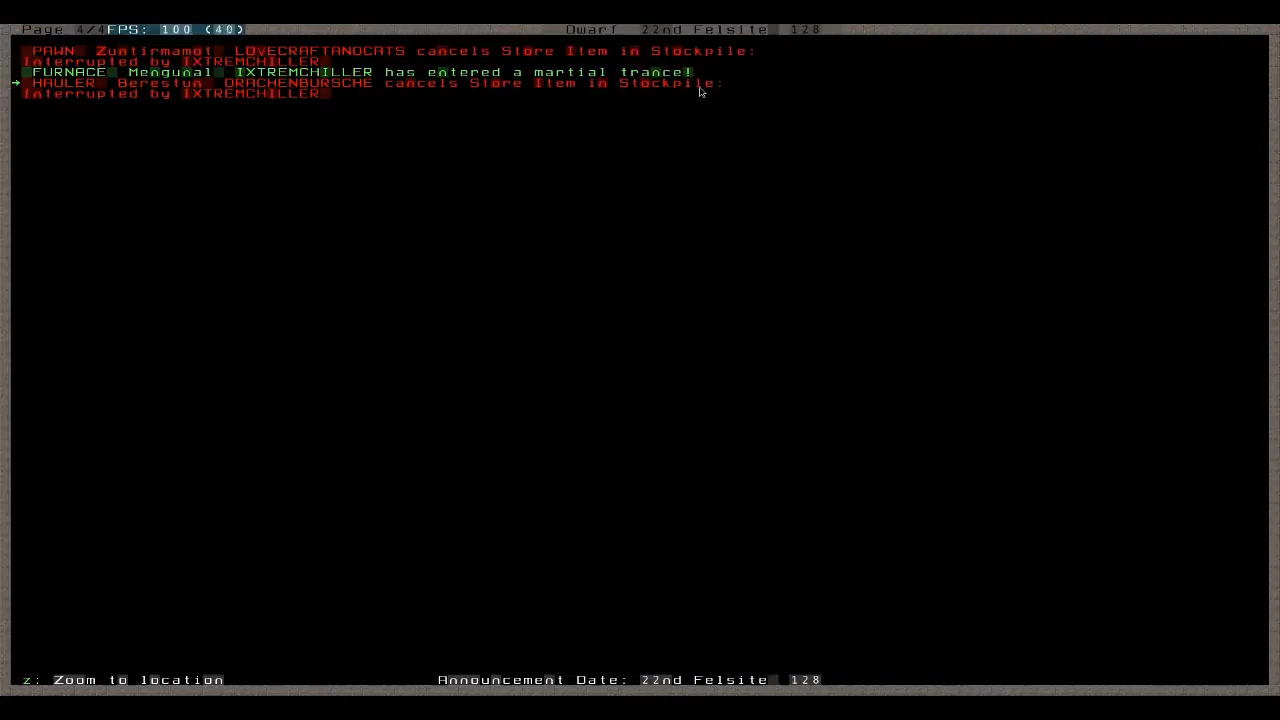 Page 4/4 FPS: 100 (40) Dwarf 22nd Felsite 128
PAWN Zuntirmamot LOVECRAFTANDCATS cancels Store Item in Stockpile:
Interrupted by IXTREMCHILLER
FURNACE Mengunal IXTREMCHILLER has entered a martial trance!
HAULER Berestun DRACHENBURSCHE cancels Store Item in Stockpile:
Interrupted by IXTREMCHILLER
z: Zoom to location Announcement Date: 22nd Felsite 128